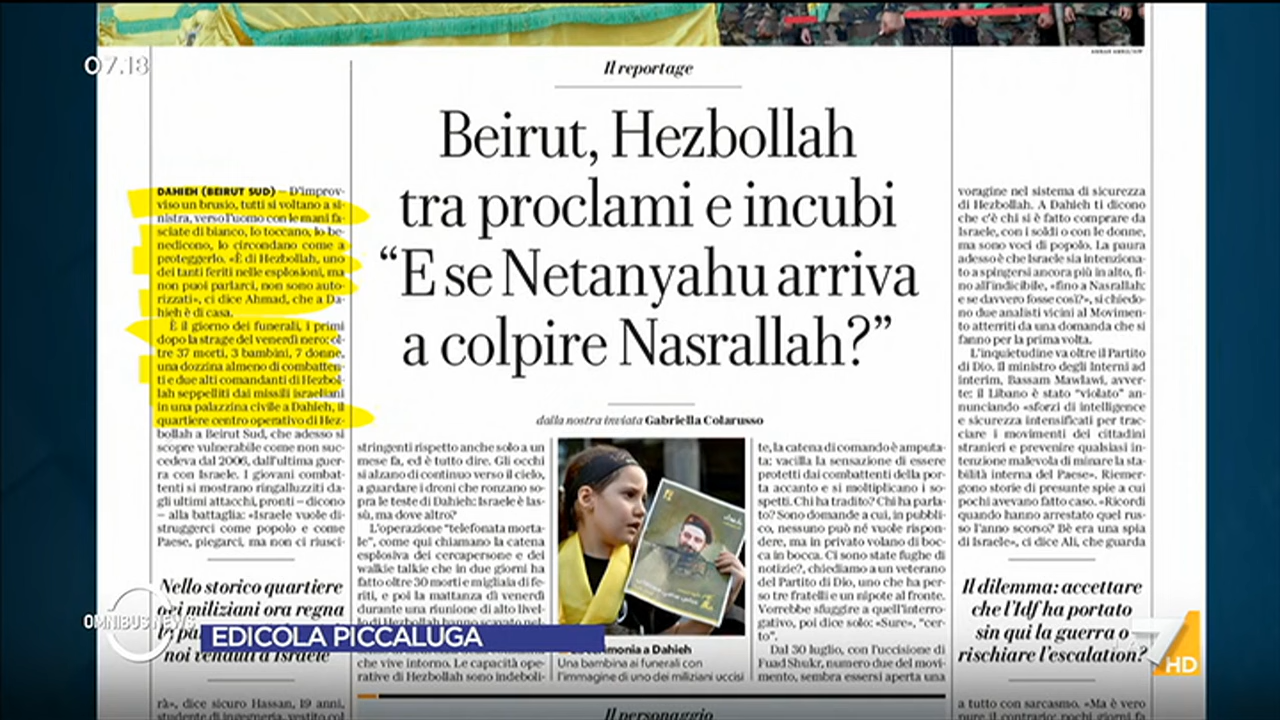 07.18
Il reportage
Beirut, Hezbollah
tra proclami e incubi
“E se Netanyahu arriva
a colpire Nasrallah?”
dalla nostra inviata Gabriella Colarusso
DAHIEH (BEIRUT SUD) – D'improv-
viso un brusio, tutti si voltano a si-
nistra, verso l'uomo con le mani fa-
sciate di bianco, lo toccano, lo be-
nedicono, lo circondano come a
proteggerlo. «È di Hezbollah, uno
dei tanti feriti nelle esplosioni, ma
non puoi parlarci, non sono auto-
rizzati», ci dice Ahmad, che a Da-
hieh è di casa.
È il giorno dei funerali, i primi
dopo la strage del venerdì nero: ol-
tre 37 morti, 3 bambini, 7 donne,
una dozzina almeno di combatten-
ti e due alti comandanti di Hezbol-
lah seppelliti dai missili israeliani
in una palazzina civile a Dahieh, il
quartiere centro operativo di Hez-
bollah a Beirut Sud, che adesso si
scopre vulnerabile come non suc-
cedeva dal 2006, dall'ultima guer-
ra con Israele. I giovani combat-
tenti si mostrano ringalluzziti da-
gli ultimi attacchi, pronti – dicono
– alla battaglia: «Israele vuole di-
struggerci come popolo e come
Paese, piegarci, ma non ci riusci-
Nello storico quartiere
dei miliziani ora regna
noi venduti a Israele
rà», dice sicuro Hassan, 19 anni,
studente di ingegneria, vestito col
stringenti rispetto anche solo a un
mese fa, ed è tutto dire. Gli occhi
si alzano di continuo verso il cielo,
a guardare i droni che ronzano so-
pra le teste di Dahieh: Israele è las-
sù, ma dove altro?
L'operazione “telefonata morta-
le”, come qui chiamano la catena
esplosiva dei cercapersone e dei
walkie talkie che in due giorni ha
fatto oltre 30 morti e migliaia di fe-
riti, e poi la mattanza di venerdì
durante una riunione di alto livel-
lo di Hezbollah hanno scavato nel-
che vive intorno. Le capacità ope-
rative di Hezbollah sono indeboli-
monia a Dahieh
Una bambina ai funerali con
l'immagine di uno dei miliziani uccisi
te, la catena di comando è amputa-
ta; vacilla la sensazione di essere
protetti dai combattenti della por-
ta accanto e si moltiplicano i so-
spetti. Chi ha tradito? Chi ha parla-
to? Sono domande a cui, in pubbli-
co, nessuno può né vuole rispon-
dere, ma in privato volano di boc-
ca in bocca. Ci sono state fughe di
notizie?, chiediamo a un veterano
del Partito di Dio, uno che ha per-
so tre fratelli e un nipote al fronte.
Vorrebbe sfuggire a quell'interro-
gativo, poi dice solo: «Sure», “cer-
to”.
Dal 30 luglio, con l'uccisione di
Fuad Shukr, numero due del movi-
mento, sembra essersi aperta una
voragine nel sistema di sicurezza
di Hezbollah. A Dahieh ti dicono
che c'è chi si è fatto comprare da
Israele, con i soldi o con le donne,
ma sono voci di popolo. La paura
adesso è che Israele sia intenziona-
to a spingersi ancora più in alto, fi-
no all'indicibile, «fino a Nasrallah:
e se davvero fosse così?», si chiedo-
no due analisti vicini al Movimen-
to atterriti da una domanda che si
fanno per la prima volta.
L'inquietudine va oltre il Partito
di Dio. Il ministro degli Interni ad
interim, Bassam Mawlawi, avver-
te: il Libano è stato “violato” an-
nunciando «sforzi di intelligence
e sicurezza intensificati per trac-
ciare i movimenti dei cittadini
stranieri e prevenire qualsiasi in-
tenzione malevola di minare la sta-
bilità interna del Paese». Riemer-
gono storie di presunte spie a cui
pochi avevano fatto caso. «Ricordi
quando hanno arrestato quel rus-
so l'anno scorso? Bè era una spia
di Israele», ci dice Ali, che guarda
Il dilemma: accettare
che l'Idf ha portato
sin qui la guerra o
rischiare l'escalation?
a tutto con sarcasmo. «Ma è vero
Il personaggio
OMNIBUS NEWS
EDICOLA PICCALUGA
7
HD